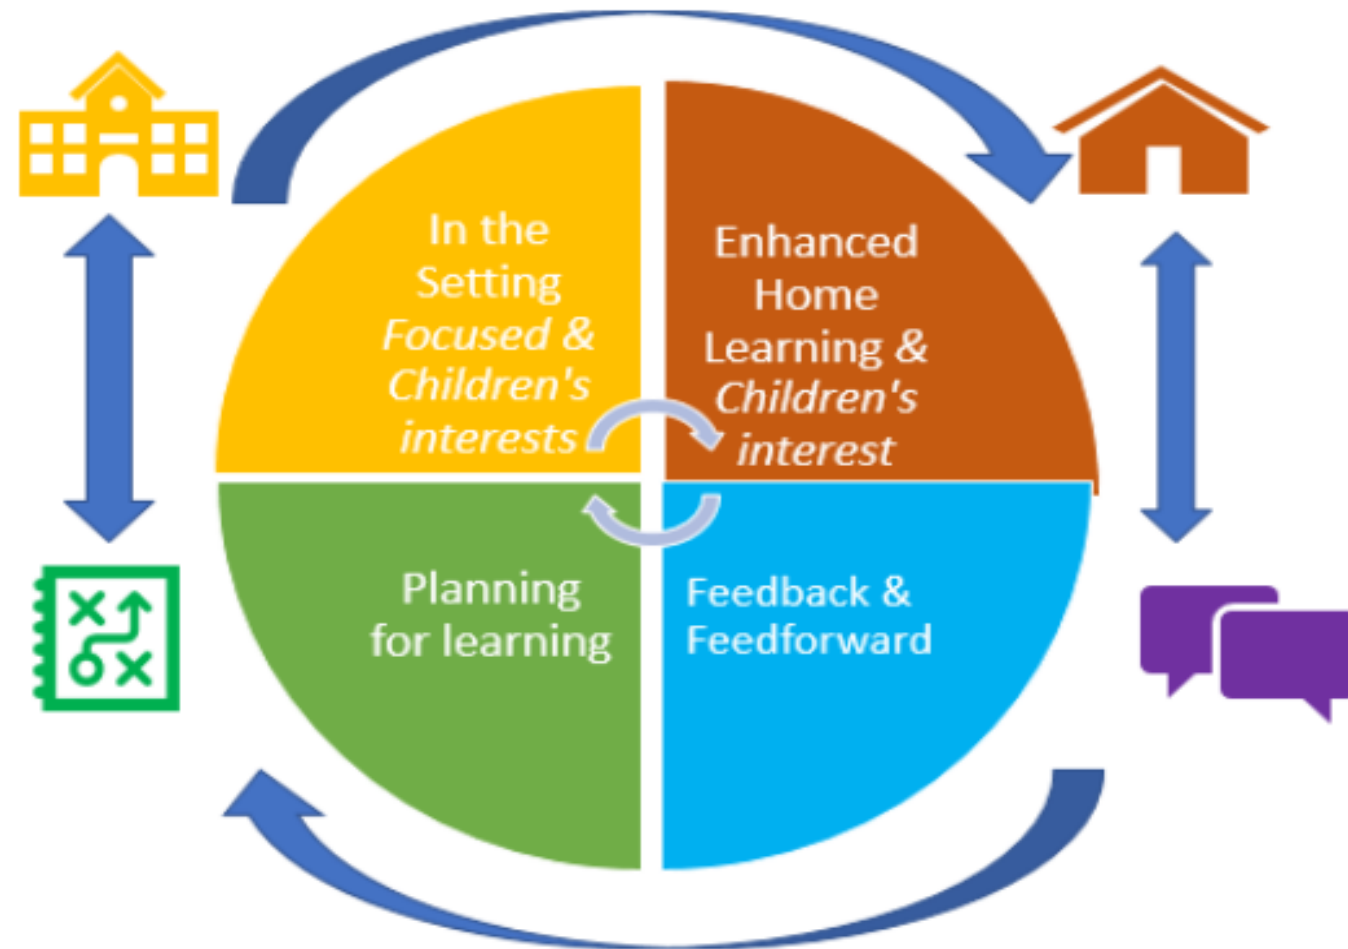 In the
Setting
Focused &
Children's
interests
Enhanced
Home
Learning &
Children's
interest
Planning
for learning
Feedback &
Feedforward